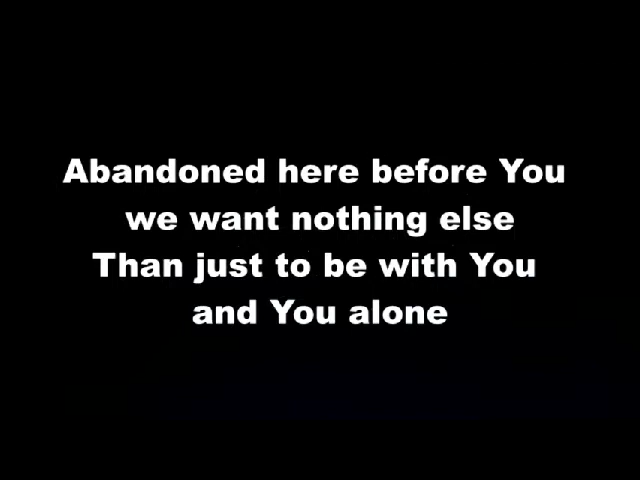 Abandoned here before You
we want nothing else
Than just to be with You
and You alone